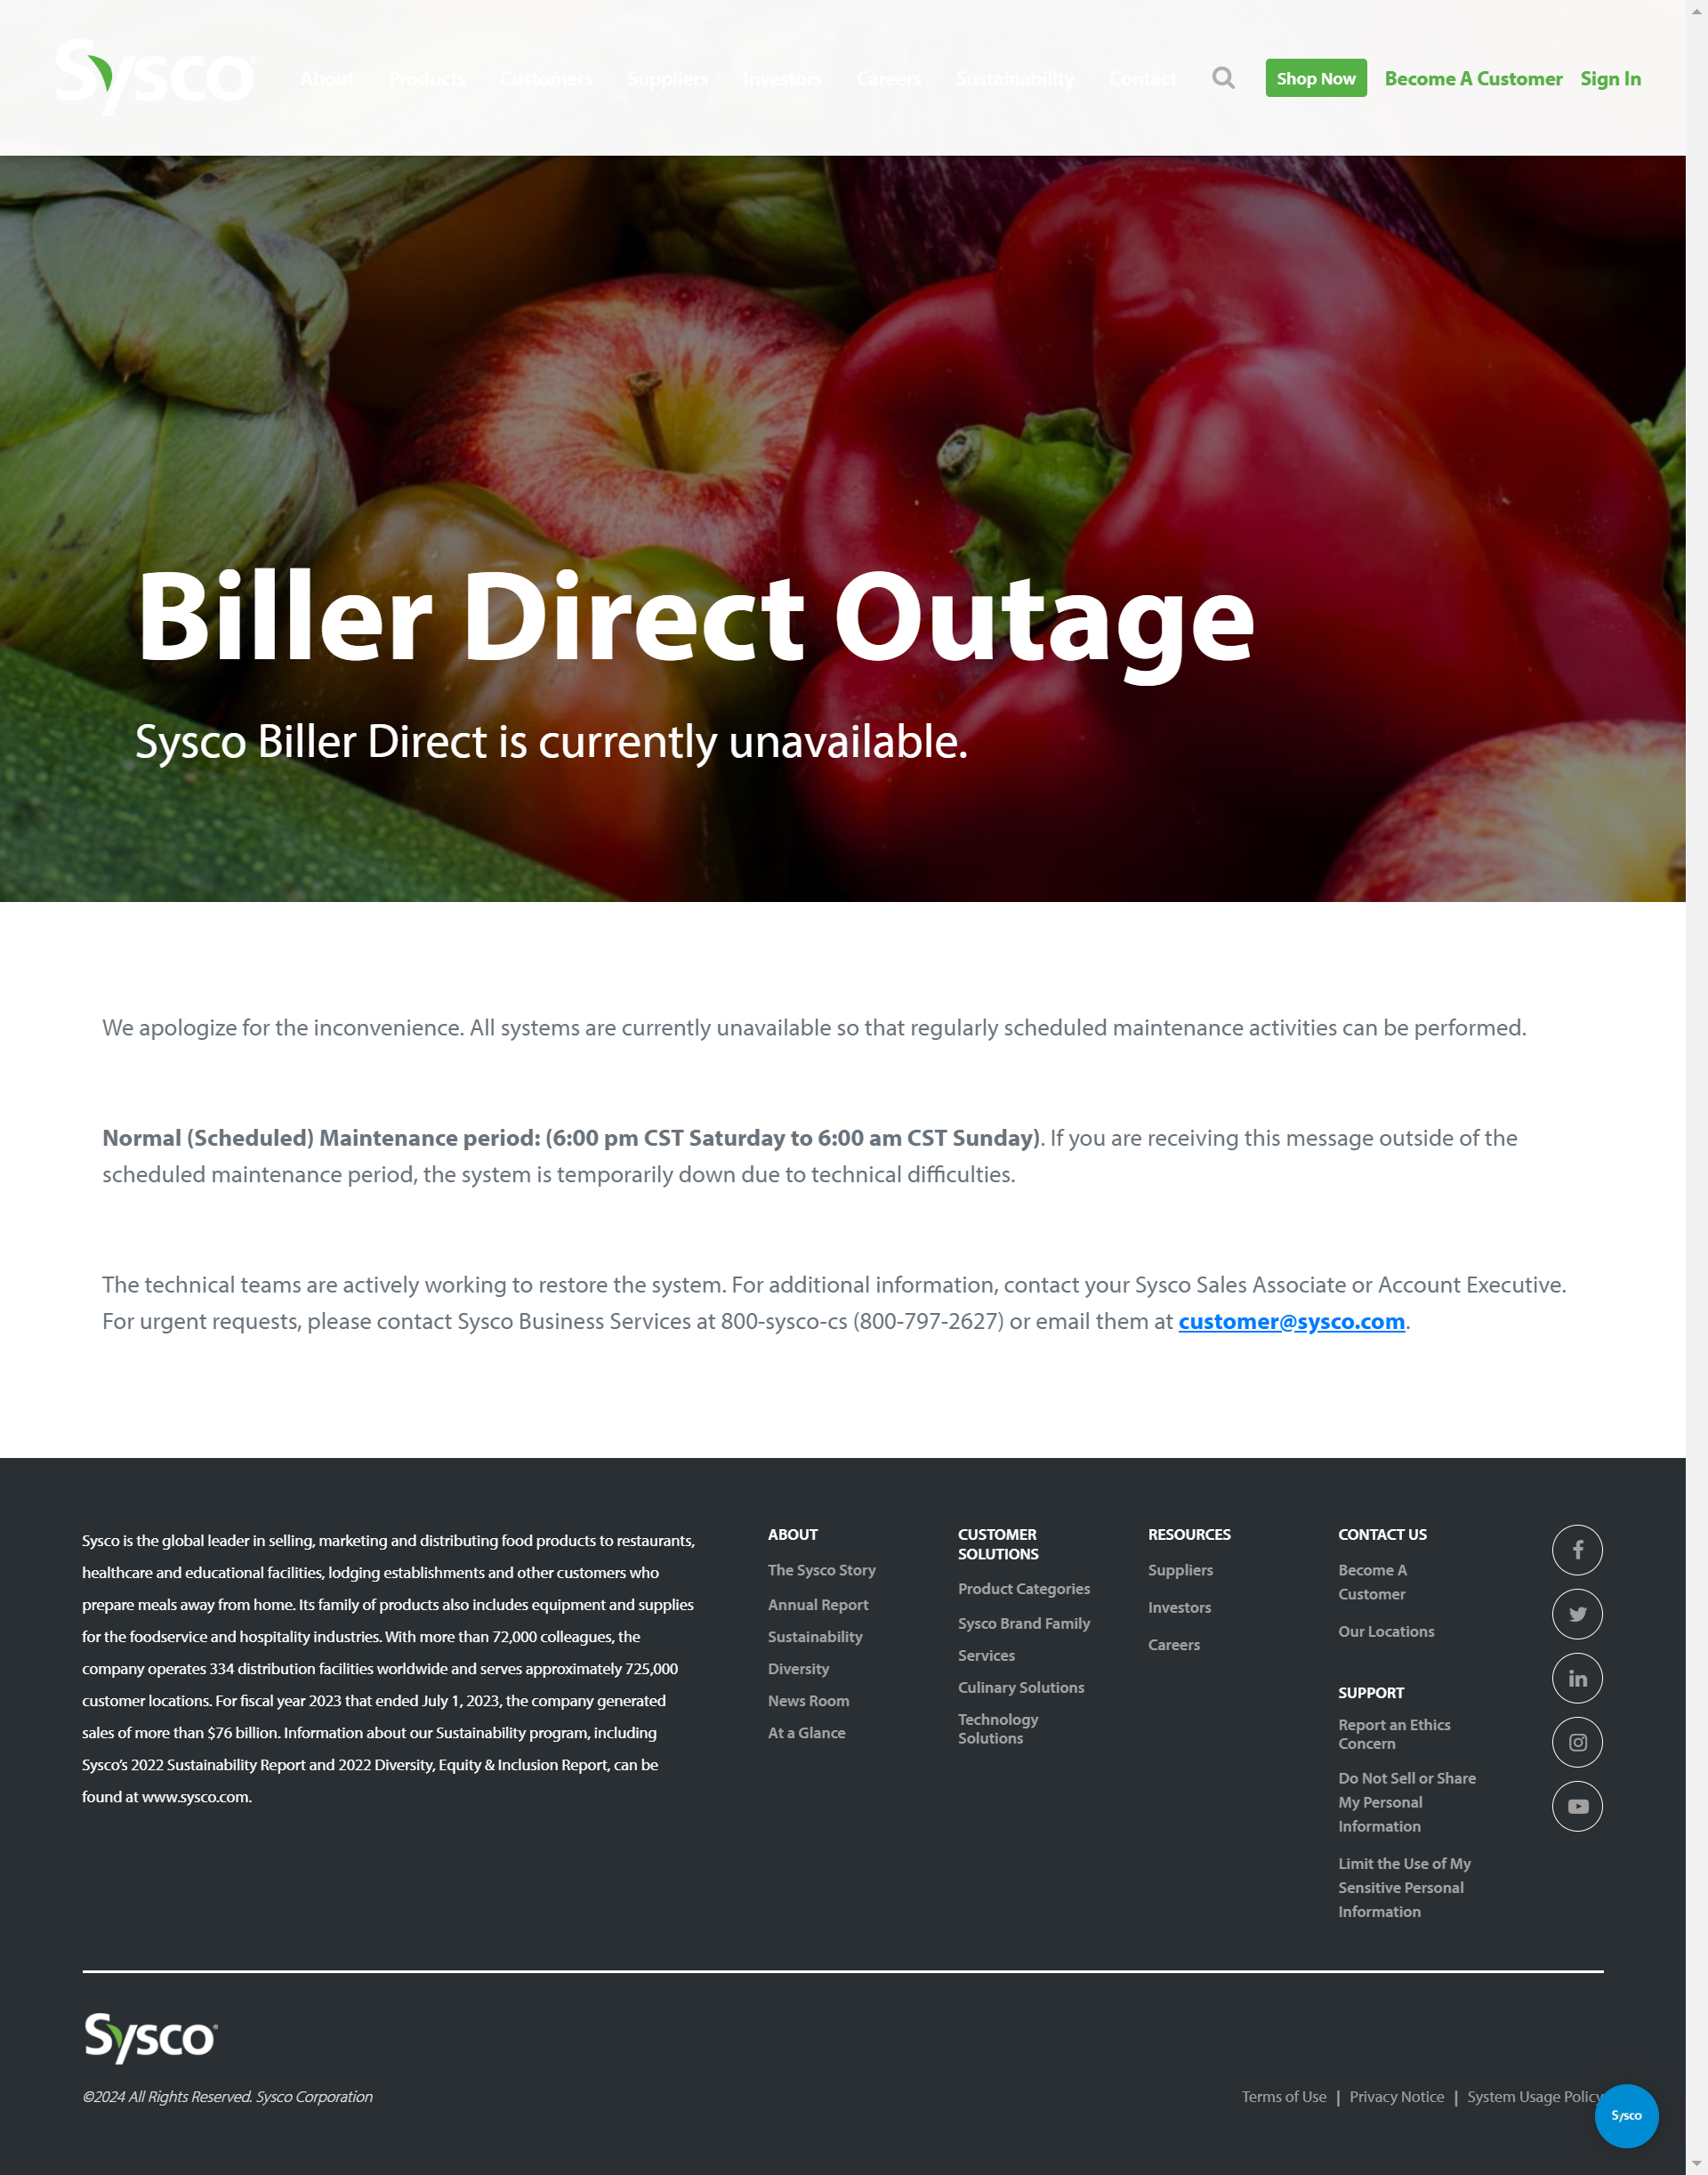 Sysco
About Products Customers Suppliers Investors Careers Sustainability Contact Shop Now Become A Customer Sign In
Biller Direct Outage
Sysco Biller Direct is currently unavailable.
We apologize for the inconvenience. All systems are currently unavailable so that regularly scheduled maintenance activities can be performed.
Normal (Scheduled) Maintenance period: (6:00 pm CST Saturday to 6:00 am CST Sunday). If you are receiving this message outside of the
scheduled maintenance period, the system is temporarily down due to technical difficulties.
The technical teams are actively working to restore the system. For additional information, contact your Sysco Sales Associate or Account Executive.
For urgent requests, please contact Sysco Business Services at 800-sysco-cs (800-797-2627) or email them at customer@sysco.com.
Sysco is the global leader in selling, marketing and distributing food products to restaurants,
healthcare and educational facilities, lodging establishments and other customers who
prepare meals away from home. Its family of products also includes equipment and supplies
for the foodservice and hospitality industries. With more than 72,000 colleagues, the
company operates 334 distribution facilities worldwide and serves approximately 725,000
customer locations. For fiscal year 2023 that ended July 1, 2023, the company generated
sales of more than $76 billion. Information about our Sustainability program, including
Sysco’s 2022 Sustainability Report and 2022 Diversity, Equity & Inclusion Report, can be
found at www.sysco.com.
ABOUT
The Sysco Story
Annual Report
Sustainability
Diversity
News Room
At a Glance
CUSTOMER
SOLUTIONS
Product Categories
Sysco Brand Family
Services
Culinary Solutions
Technology
Solutions
RESOURCES
Suppliers
Investors
Careers
CONTACT US
Become A
Customer
Our Locations
SUPPORT
Report an Ethics
Concern
Do Not Sell or Share
My Personal
Information
Limit the Use of My
Sensitive Personal
Information
Sysco
©2024 All Rights Reserved. Sysco Corporation
Terms of Use | Privacy Notice | System Usage Policy
Sysco